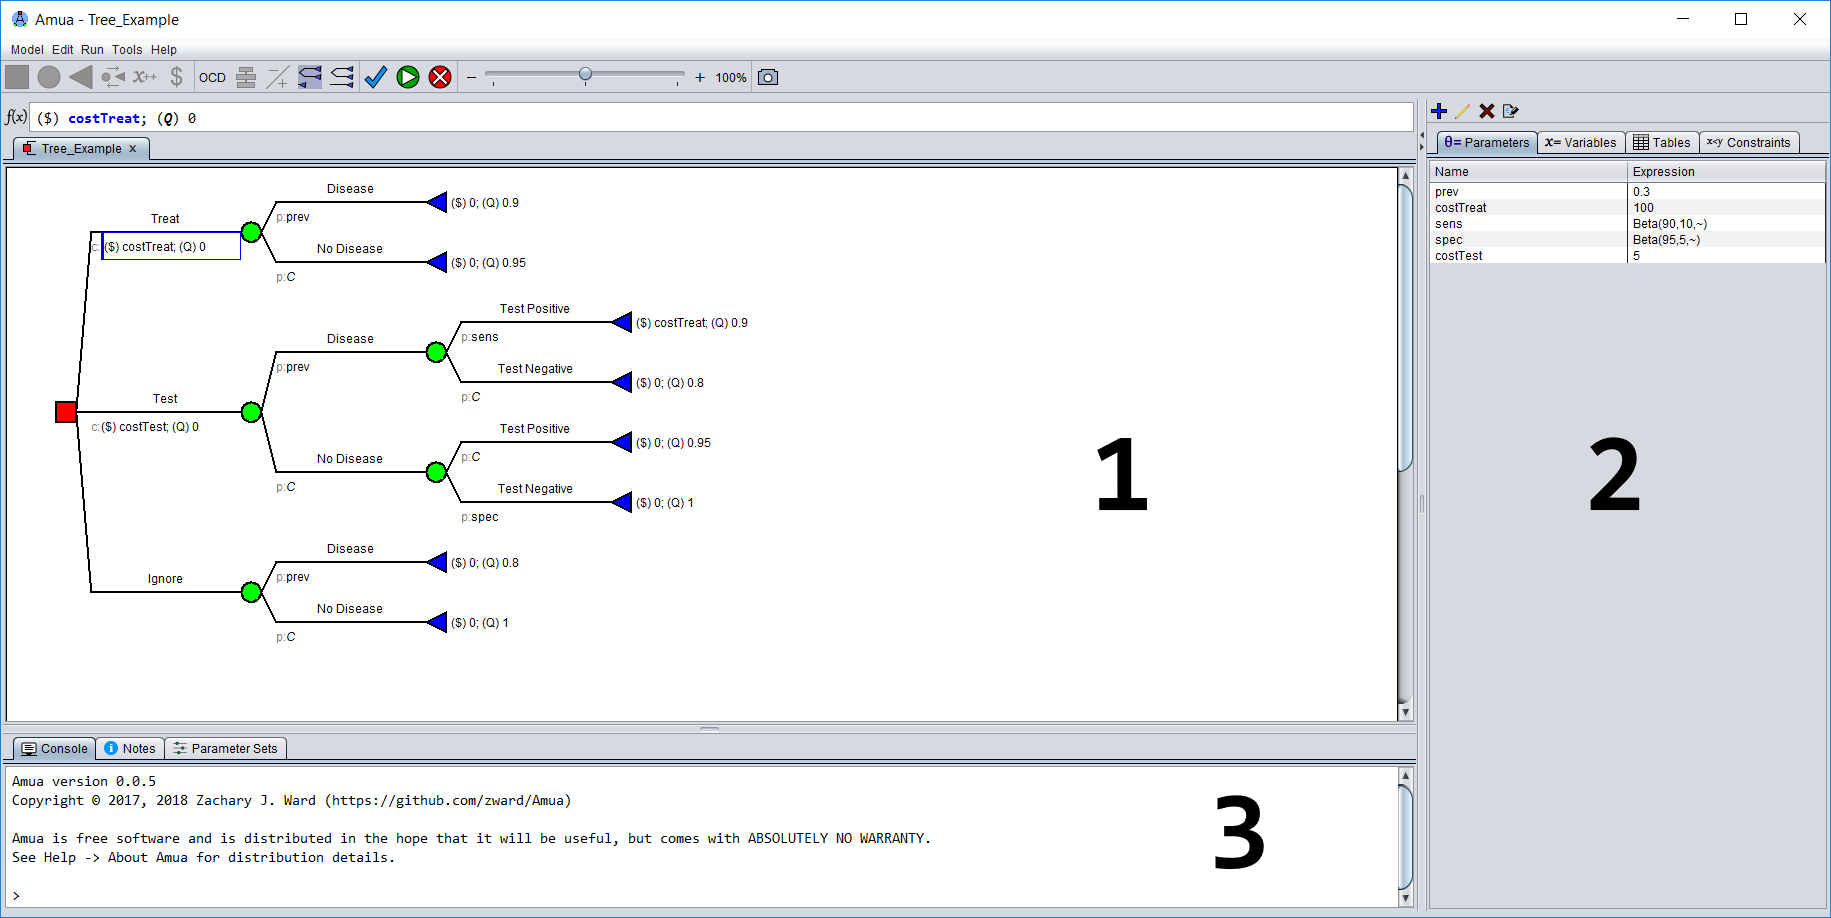 Amua - Tree_Example
Model Edit Run Tools Help
x++ $ OCD -/+ − + 100%
f(x) ($) costTreat; (Q) 0
Tree_Example x
Disease
($) 0; (Q) 0.9
p:prev
Treat
c: ($) costTreat; (Q) 0
No Disease
($) 0; (Q) 0.95
p:C
Test Positive
($) costTreat; (Q) 0.9
p:sens
Disease
p:prev
Test Negative
($) 0; (Q) 0.8
p:C
Test
c:($) costTest; (Q) 0
Test Positive
($) 0; (Q) 0.95
p:C
No Disease
p:C
Test Negative
($) 0; (Q) 1
p:spec
Disease
($) 0; (Q) 0.8
p:prev
Ignore
No Disease
($) 0; (Q) 1
p:C
1
θ= Parameters x= Variables Tables x<y Constraints
Name Expression
prev 0.3
costTreat 100
sens Beta(90,10,~)
spec Beta(95,5,~)
costTest 5
2
Console Notes Parameter Sets
Amua version 0.0.5
Copyright © 2017, 2018 Zachary J. Ward (https://github.com/zward/Amua)
Amua is free software and is distributed in the hope that it will be useful, but comes with ABSOLUTELY NO WARRANTY.
See Help -> About Amua for distribution details.
>
3